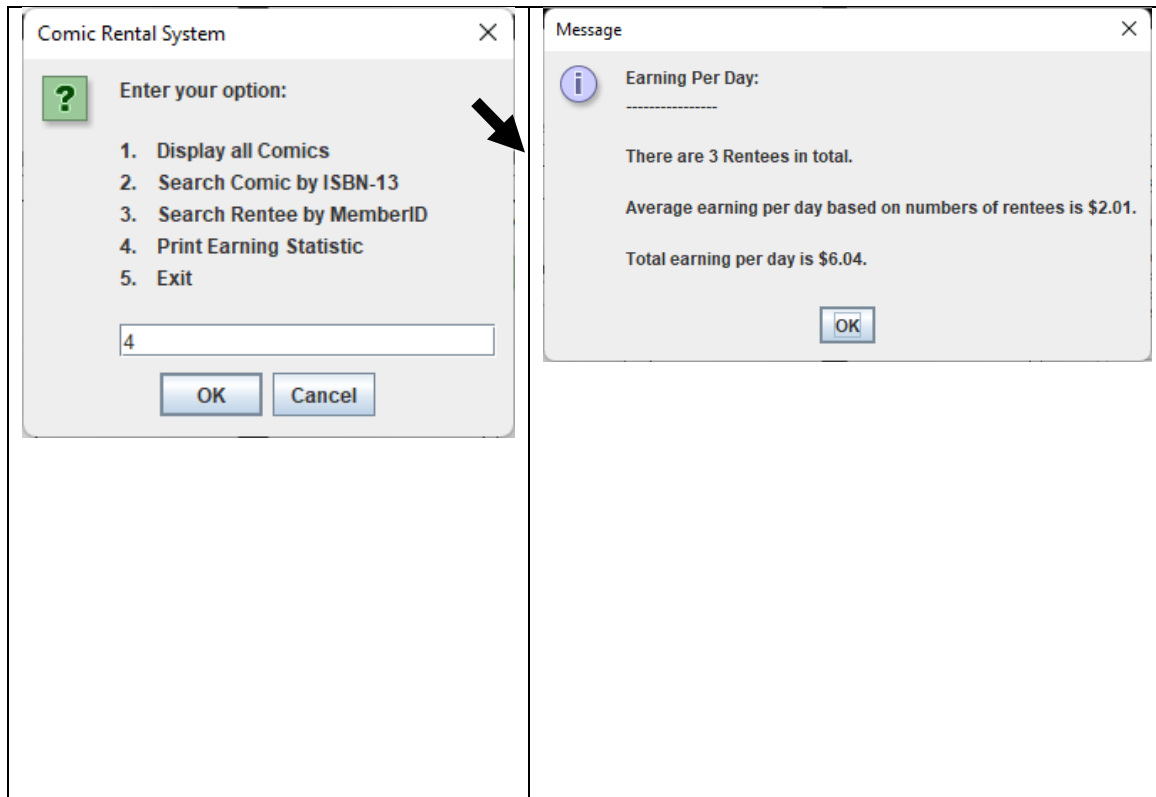 Comic Rental System
Enter your option:
1. Display all Comics
2. Search Comic by ISBN-13
3. Search Rentee by MemberID
4. Print Earning Statistic
5. Exit
4
OK Cancel
Message
Earning Per Day:
----------------
There are 3 Rentees in total.
Average earning per day based on numbers of rentees is $2.01.
Total earning per day is $6.04.
OK